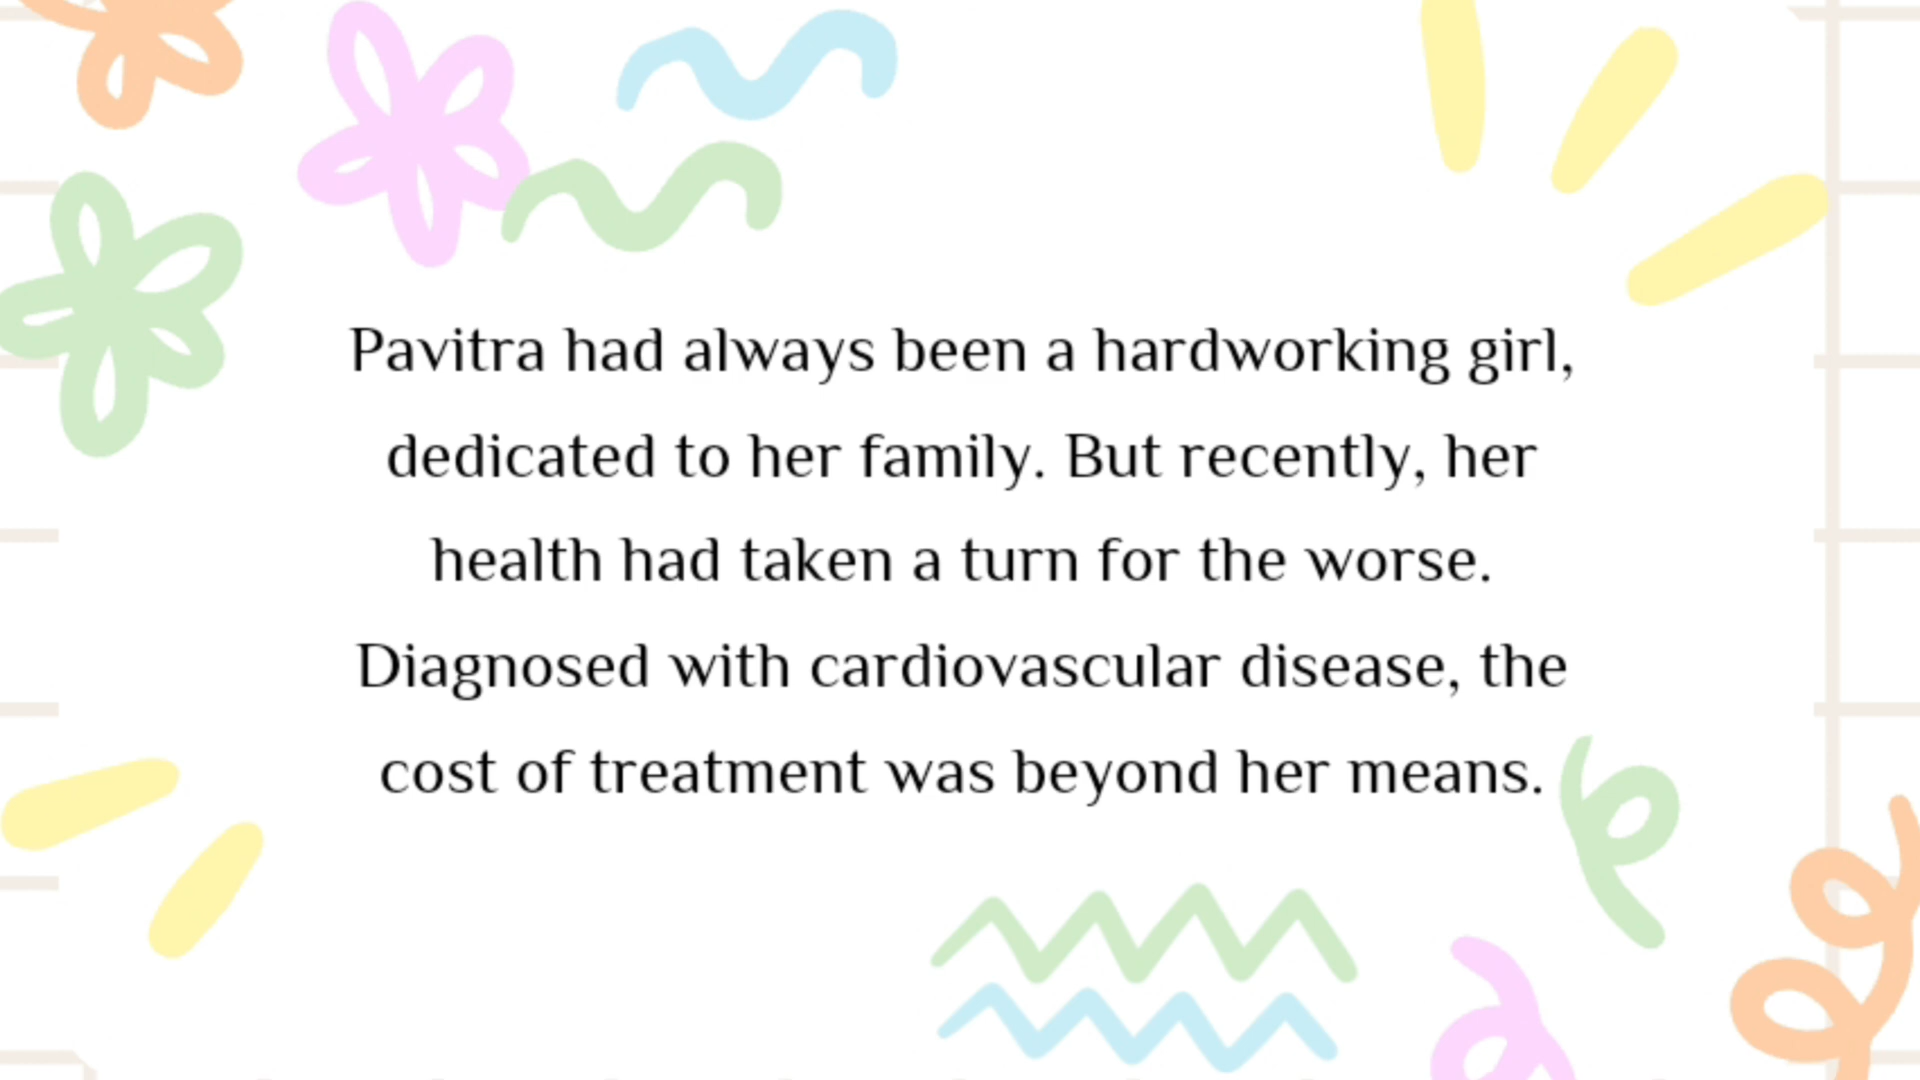 Pavitra had always been a hardworking girl,
dedicated to her family. But recently, her
health had taken a turn for the worse.
Diagnosed with cardiovascular disease, the
cost of treatment was beyond her means.